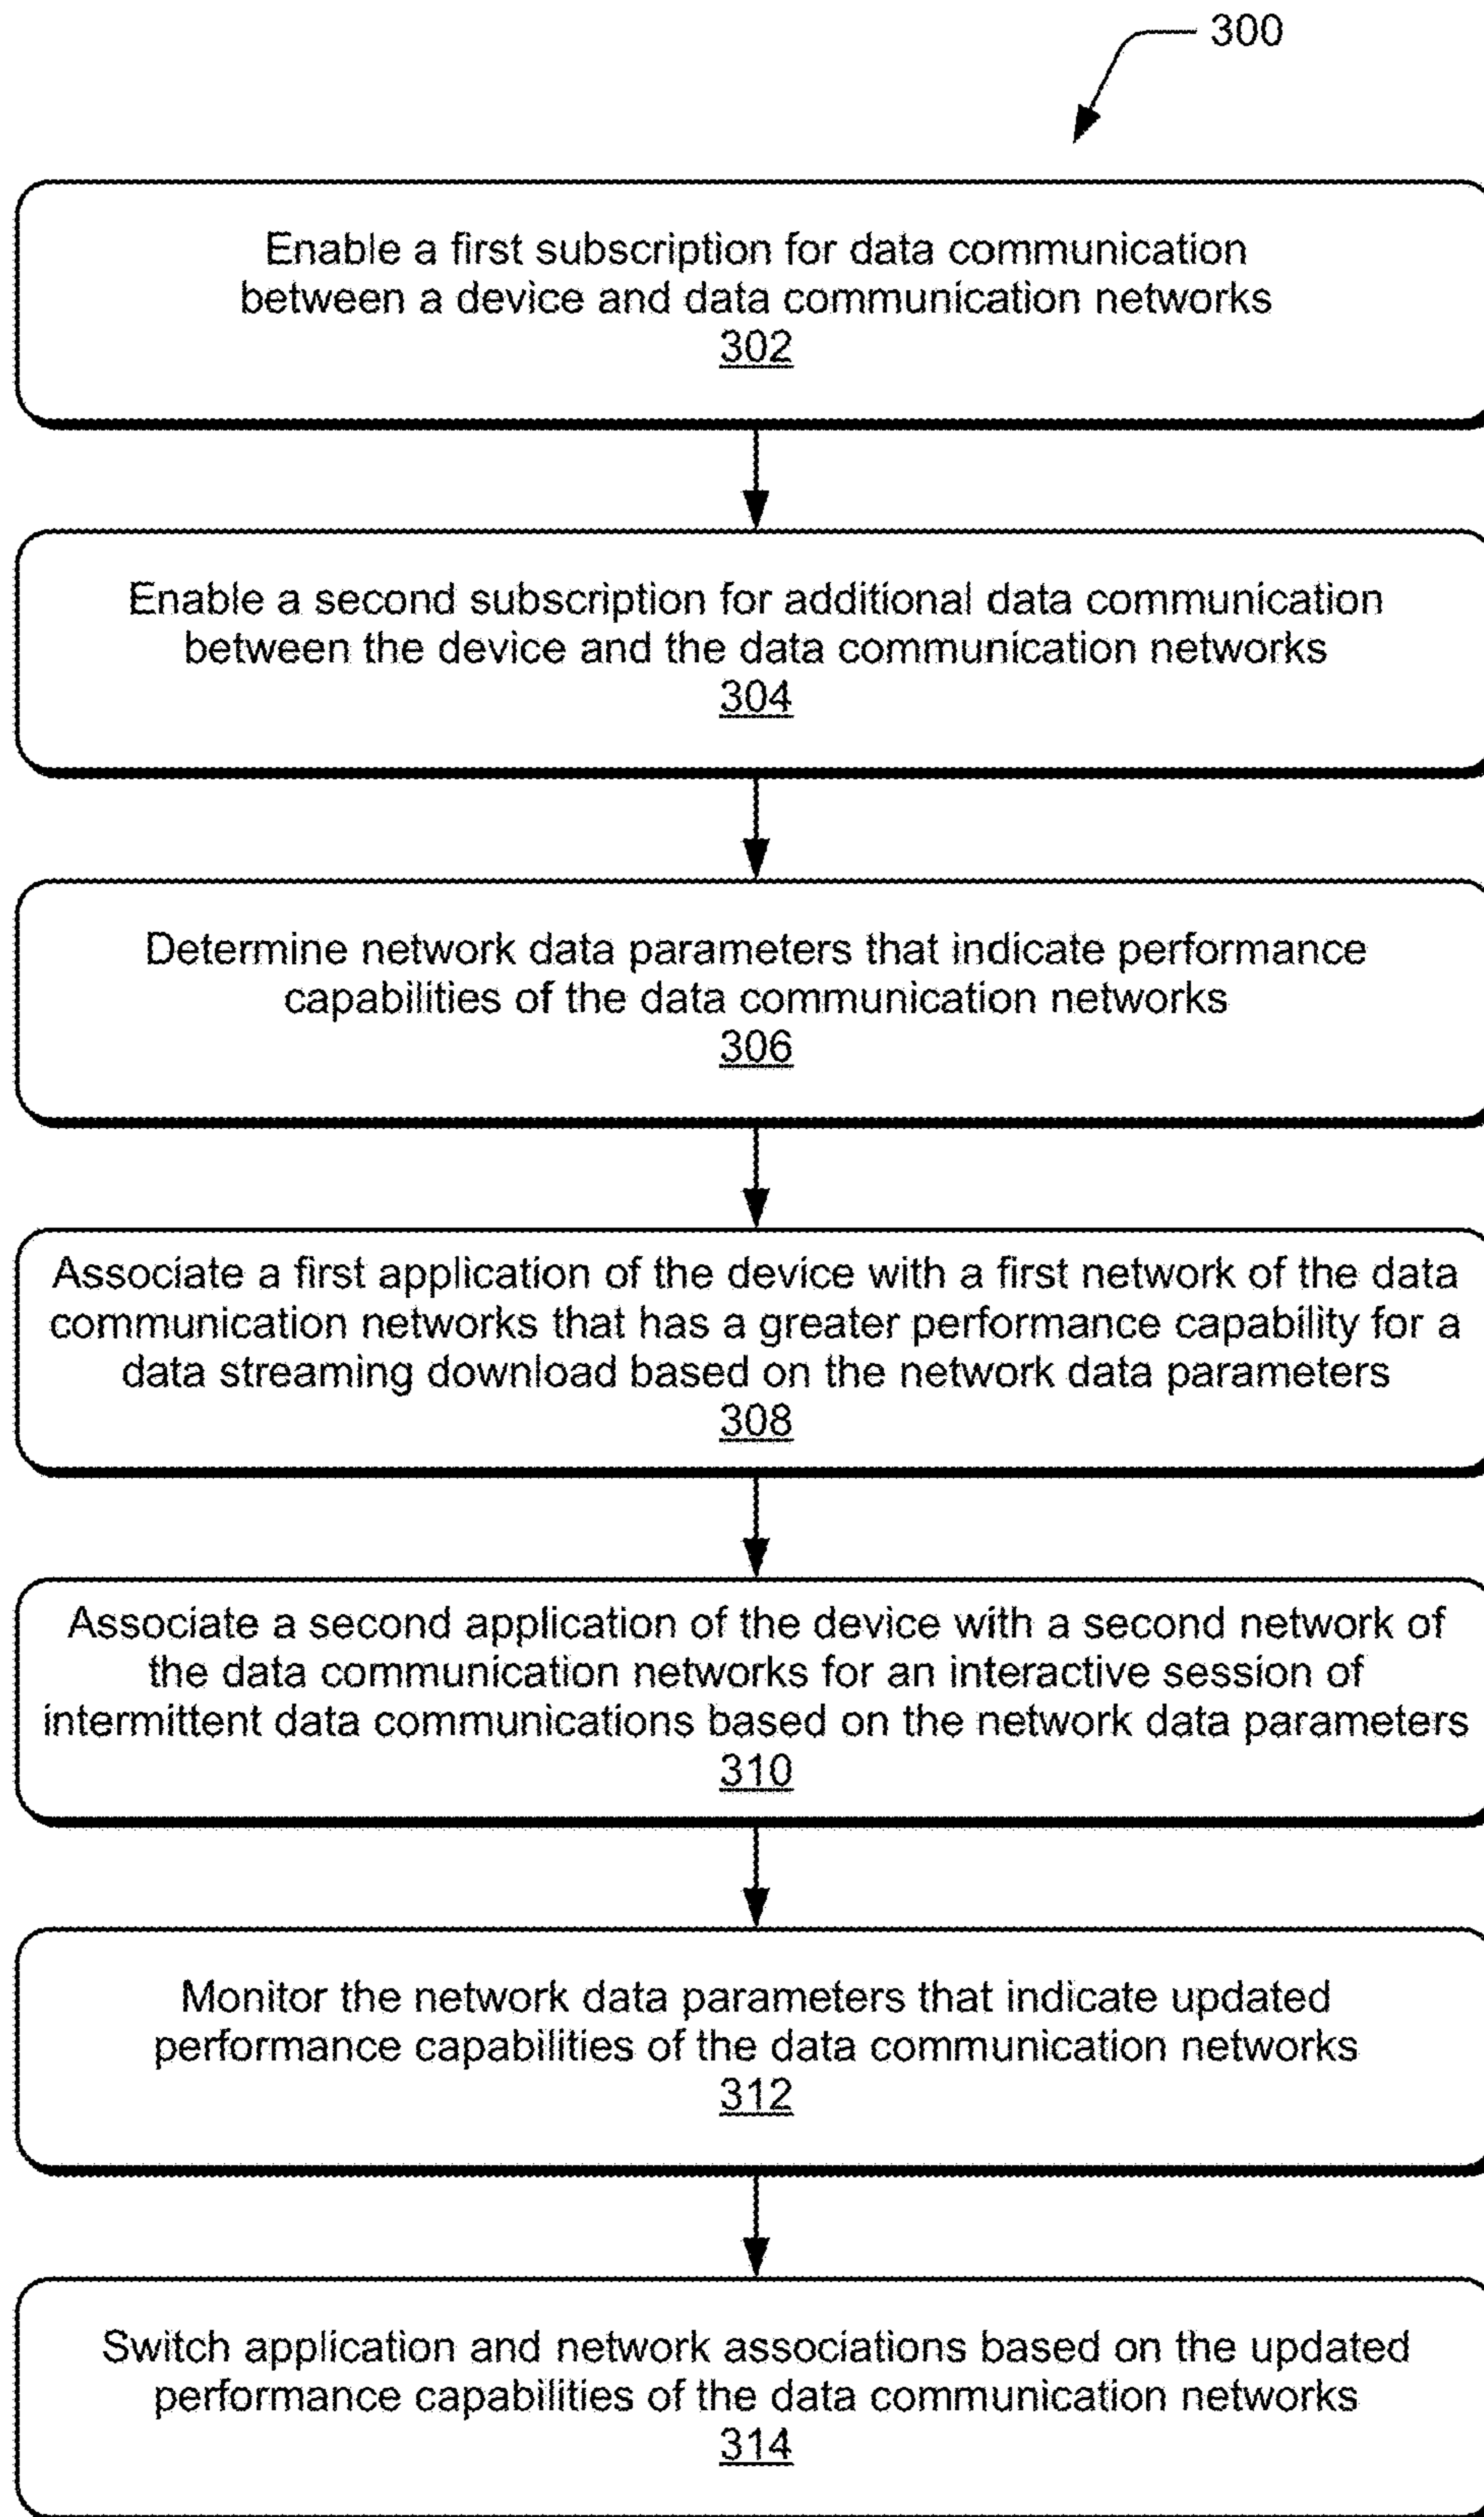 300
Enable a first subscription for data communication
between a device and data communication networks
302
Enable a second subscription for additional data communication
between the device and the data communication networks
304
Determine network data parameters that indicate performance
capabilities of the data communication networks
306
Associate a first application of the device with a first network of the data
communication networks that has a greater performance capability for a
data streaming download based on the network data parameters
308
Associate a second application of the device with a second network of
the data communication networks for an interactive session of
intermittent data communications based on the network data parameters
310
Monitor the network data parameters that indicate updated
performance capabilities of the data communication networks
312
Switch application and network associations based on the updated
performance capabilities of the data communication networks
314